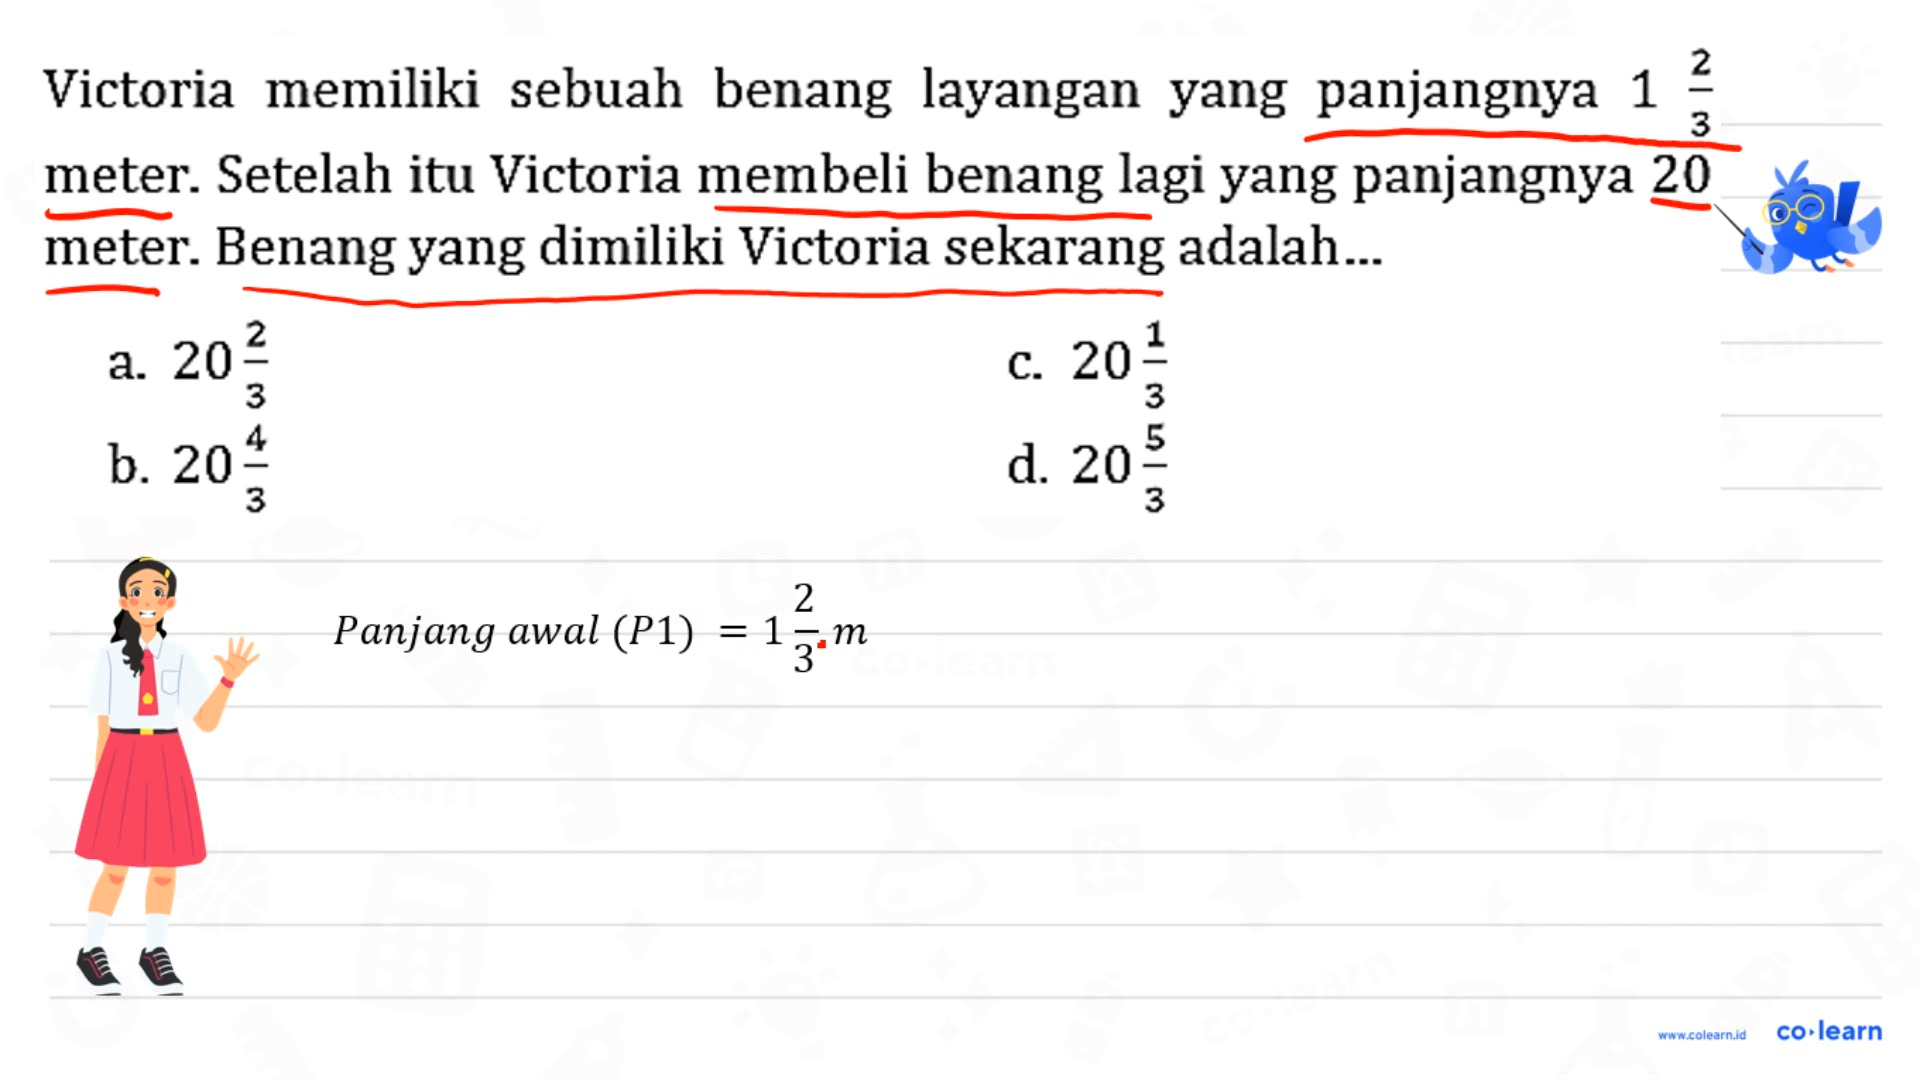 Victoria memiliki sebuah benang layangan yang panjangnya 1 2/3
meter. Setelah itu Victoria membeli benang lagi yang panjangnya 20
meter. Benang yang dimiliki Victoria sekarang adalah...
a. 20 2/3
c. 20 1/3
b. 20 4/3
d. 20 5/3
Panjang awal (P1) = 1 2/3 m
www.colearn.id co·learn